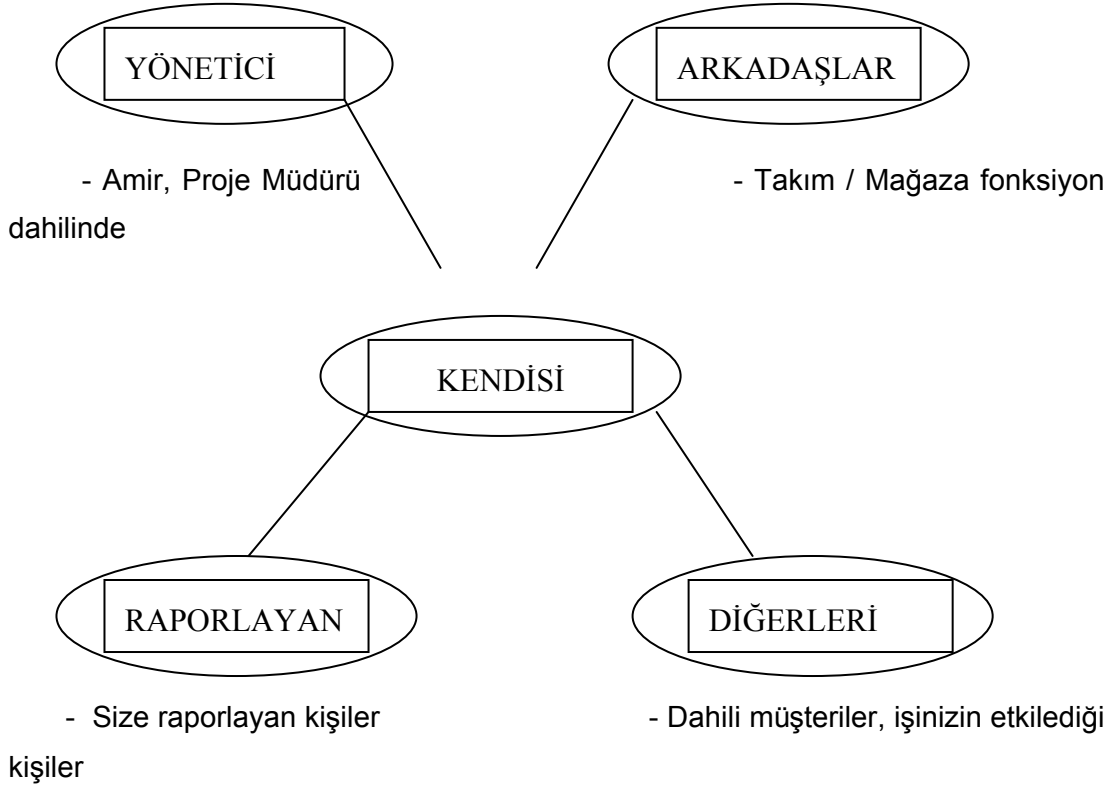 YÖNETİCİ ARKADAŞLAR
- Amir, Proje Müdürü - Takım / Mağaza fonksiyon
dahilinde
KENDİSİ
RAPORLAYAN DİĞERLERİ
- Size raporlayan kişiler - Dahili müşteriler, işinizin etkilediği
kişiler